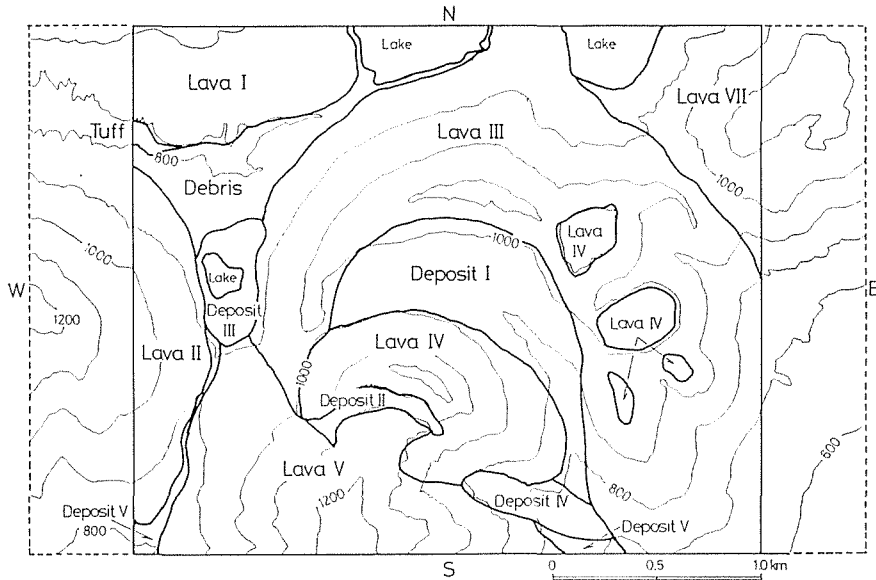 N
Lake
Lake
Lava I
Lava VII
Lava III
Tuff
800
Debris
1000
1000
Lava
IV
1000
Deposit I
W
Lake
E
1200
Deposit
III
Lava IV
Lava IV
Lava II
1000
Deposit II
Lava V
600
1200
800
Deposit IV
Deposit V
800
Deposit V
S
0
0.5
1.0 km